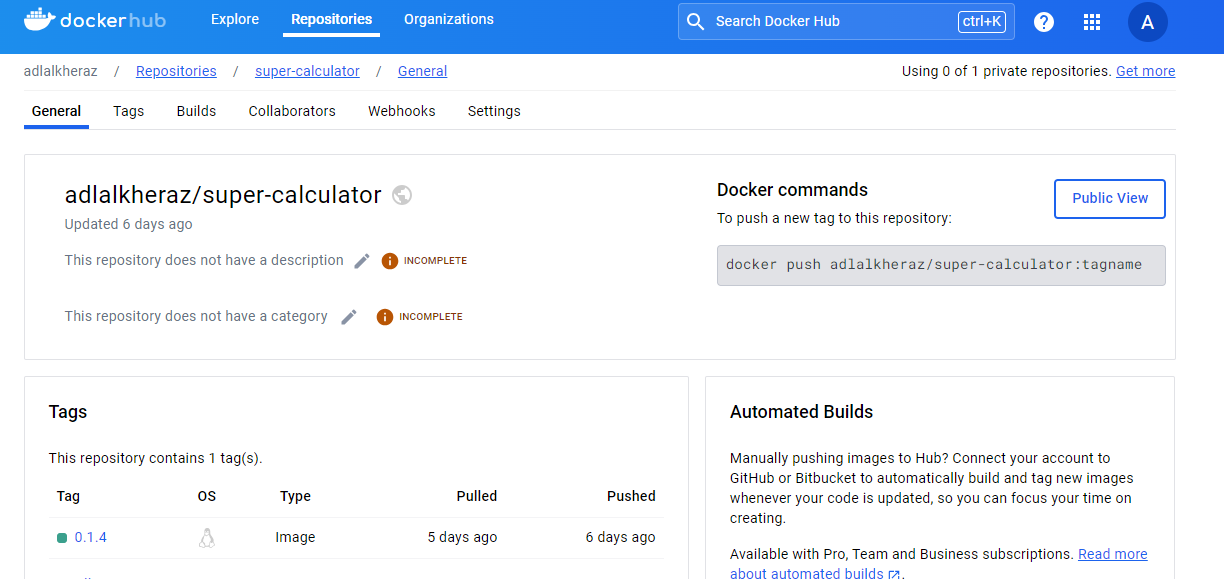 dockerhub
Explore
Repositories
Organizations
Search Docker Hub
ctrl+K
?
A
adlalkheraz / Repositories / super-calculator / General
Using 0 of 1 private repositories. Get more
General
Tags
Builds
Collaborators
Webhooks
Settings
adlalkheraz/super-calculator
Updated 6 days ago
This repository does not have a description
INCOMPLETE
This repository does not have a category
INCOMPLETE
Docker commands
Public View
To push a new tag to this repository:
docker push adlalkheraz/super-calculator:tagname
Tags
This repository contains 1 tag(s).
Tag OS Type Pulled Pushed
0.1.4 Image 5 days ago 6 days ago
Automated Builds
Manually pushing images to Hub? Connect your account to
GitHub or Bitbucket to automatically build and tag new images
whenever your code is updated, so you can focus your time on
creating.
Available with Pro, Team and Business subscriptions. Read more
about automated builds.